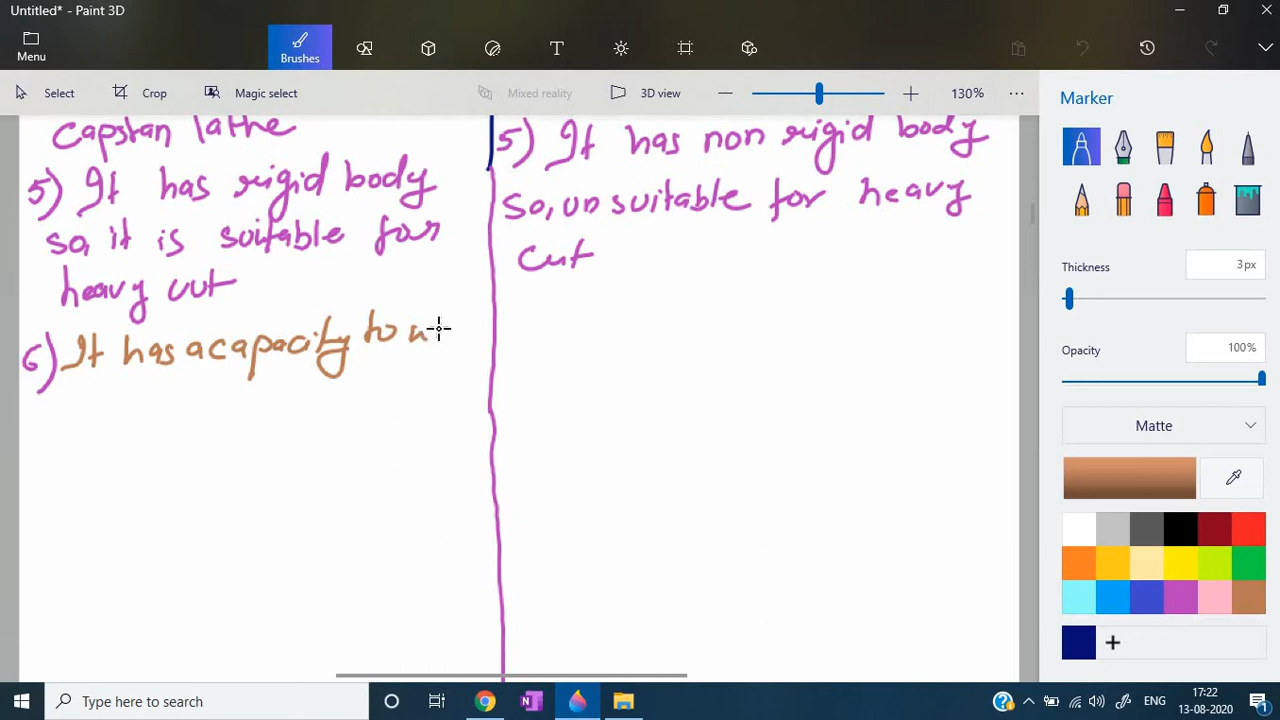 Untitled* - Paint 3D
Menu
Brushes
Select
Crop
Magic select
Mixed reality
3D view
130%
Marker
Thickness
3px
Opacity
100%
Matte
Capstan lathe
5) It has rigid body
so, it is suitable for
heavy cut
6) It has a capacity to
5) It has non rigid body
So, unsuitable for heavy
Cut
Type here to search
ENG
17:22
13-08-2020
1